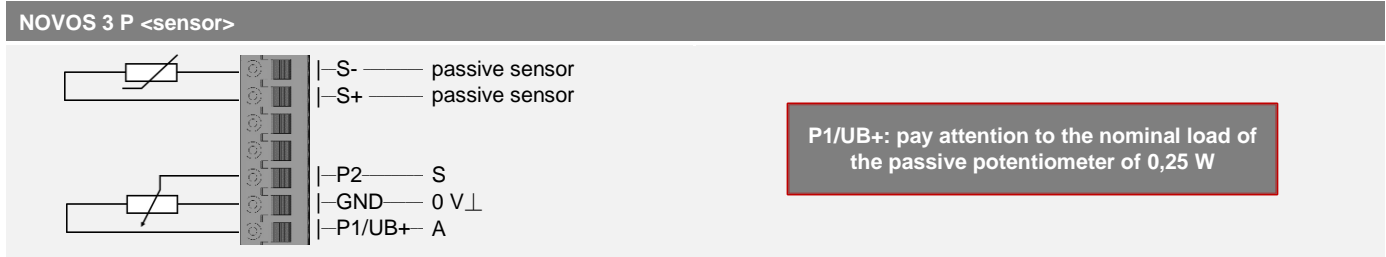 NOVOS 3 P <sensor>
S- passive sensor
S+ passive sensor
P2 S
GND 0 V⊥
P1/UB+ A
P1/UB+: pay attention to the nominal load of
the passive potentiometer of 0,25 W